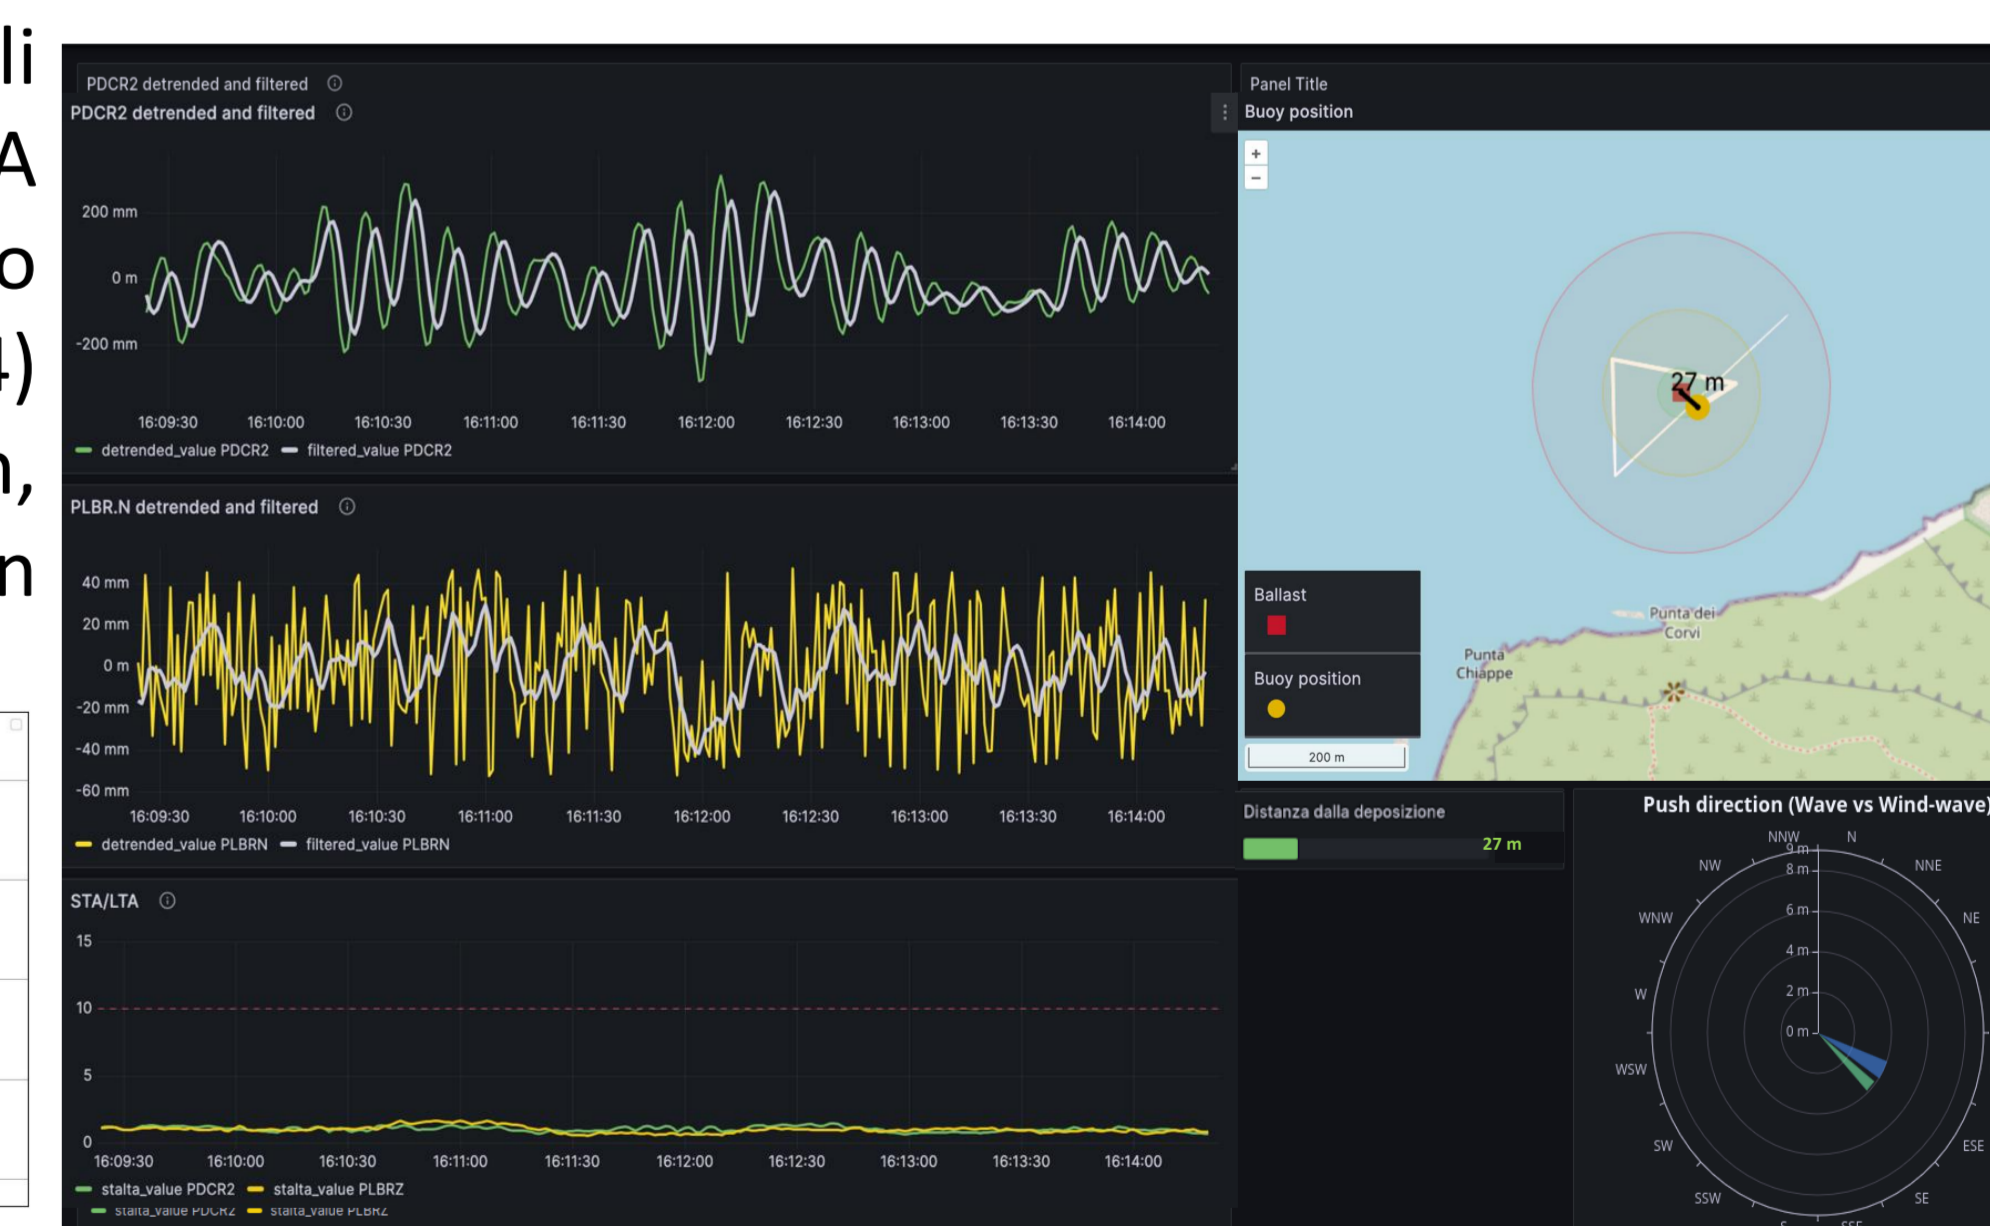 li
A
o
4)
n,
n
PDCR2 detrended and filtered
PDCR2 detrended and filtered
200 mm
0 m
-200 mm
16:09:30 16:10:00 16:10:30 16:11:00 16:11:30 16:12:00 16:12:30 16:13:00 16:13:30 16:14:00
detrended_value PDCR2 filtered_value PDCR2
PLBR.N detrended and filtered
40 mm
20 mm
0 m
-20 mm
-40 mm
-60 mm
16:09:30 16:10:00 16:10:30 16:11:00 16:11:30 16:12:00 16:12:30 16:13:00 16:13:30 16:14:00
detrended_value PLBRN filtered_value PLBRN
STA/LTA
15
10
5
0
16:09:30 16:10:00 16:10:30 16:11:00 16:11:30 16:12:00 16:12:30 16:13:00 16:13:30 16:14:00
stalta_value PDCR2 stalta_value PLBRZ
stalta_value PDCR2 stalta_value PLBRZ
Panel Title
Buoy position
+
−
27 m
Ballast
Buoy position
200 m
Punta dei
Corvi
Punta
Chiappe
Distanza dalla deposizione
27 m
Push direction (Wave vs Wind-wave)
NNW N
9 m
NW 8 m NNE
WNW 6 m NE
4 m
W 2 m
0 m
WSW
SW ESE
SSW SE
S SSE